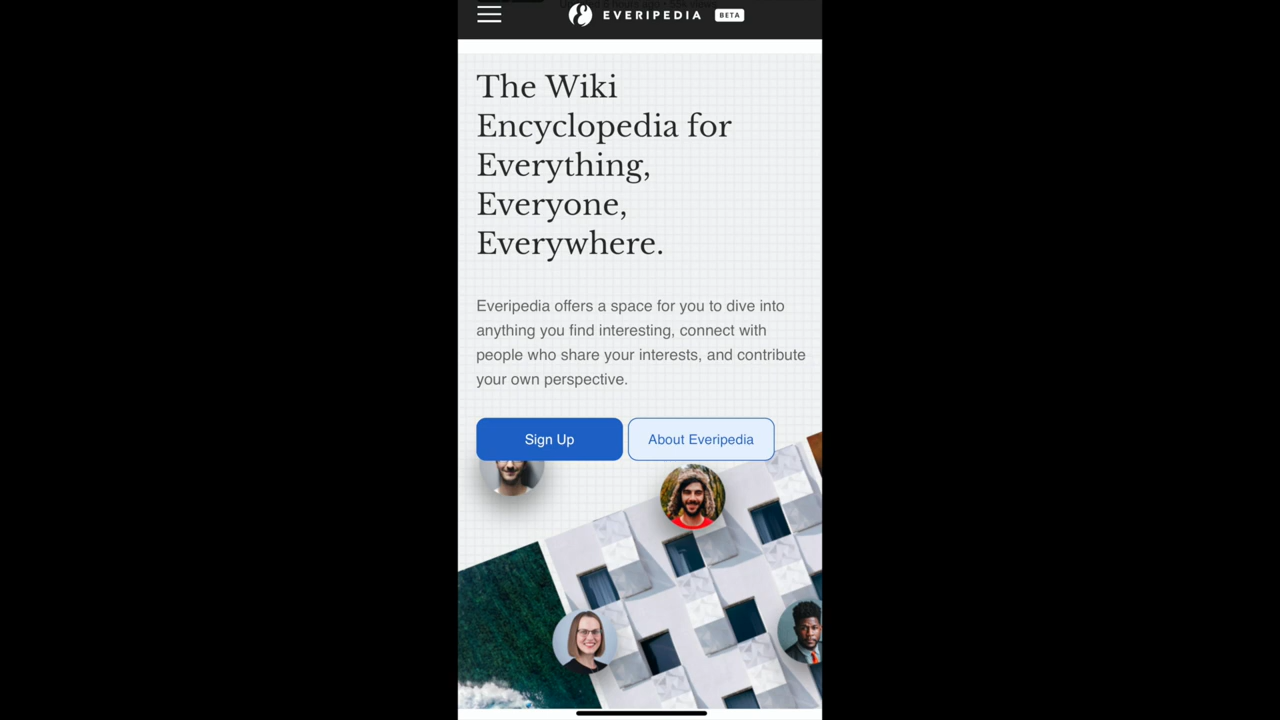 EVERIPEDIA BETA
The Wiki
Encyclopedia for
Everything,
Everyone,
Everywhere.
Everipedia offers a space for you to dive into
anything you find interesting, connect with
people who share your interests, and contribute
your own perspective.
Sign Up
About Everipedia